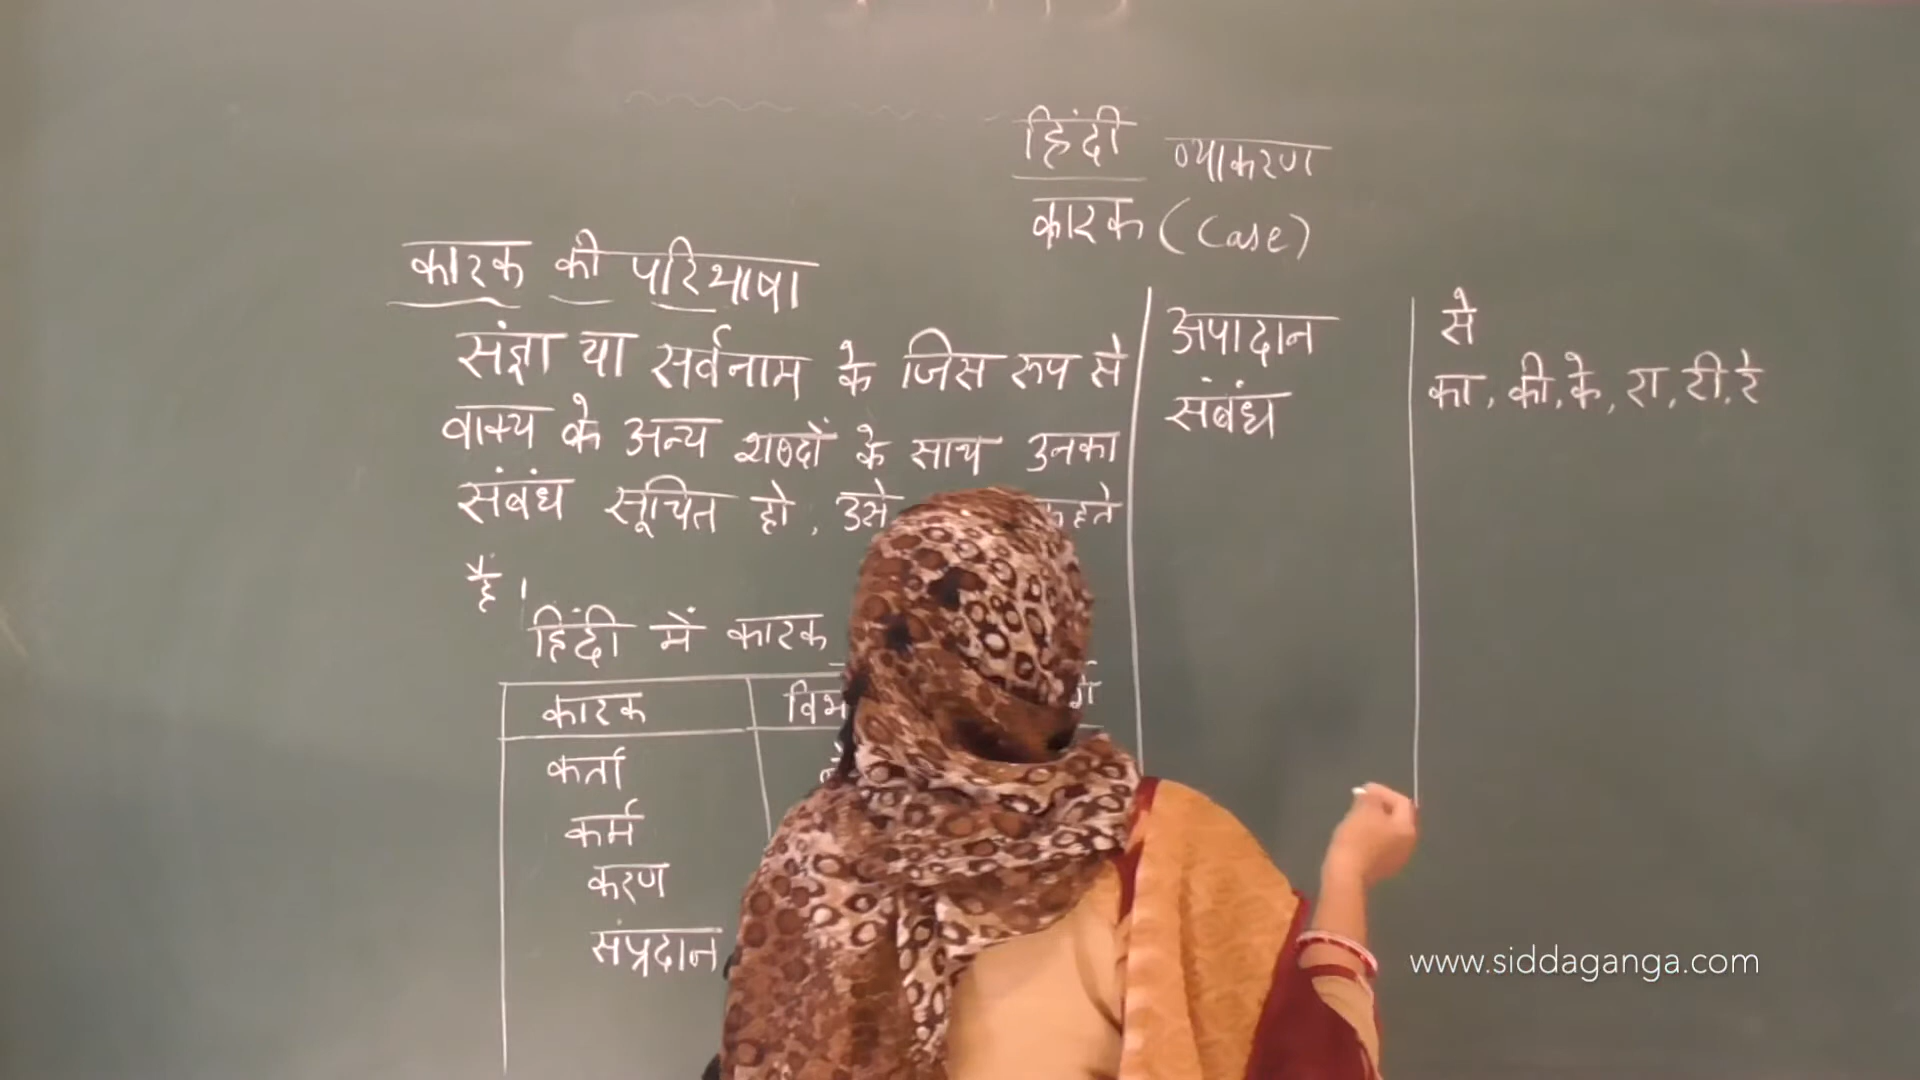 हिंदी व्याकरण
कारक (Case)
कारक की परिभाषा
संज्ञा या सर्वनाम के जिस रूप से
वाक्य के अन्य शब्दों के साथ उनका
संबंध सूचित हो, उसे कहते
है।
हिंदी में कारक
कारक
कर्ता
कर्म
करण
संप्रदान
अपादान से
संबंध का, की, के, रा, री, रे
www.siddaganga.com